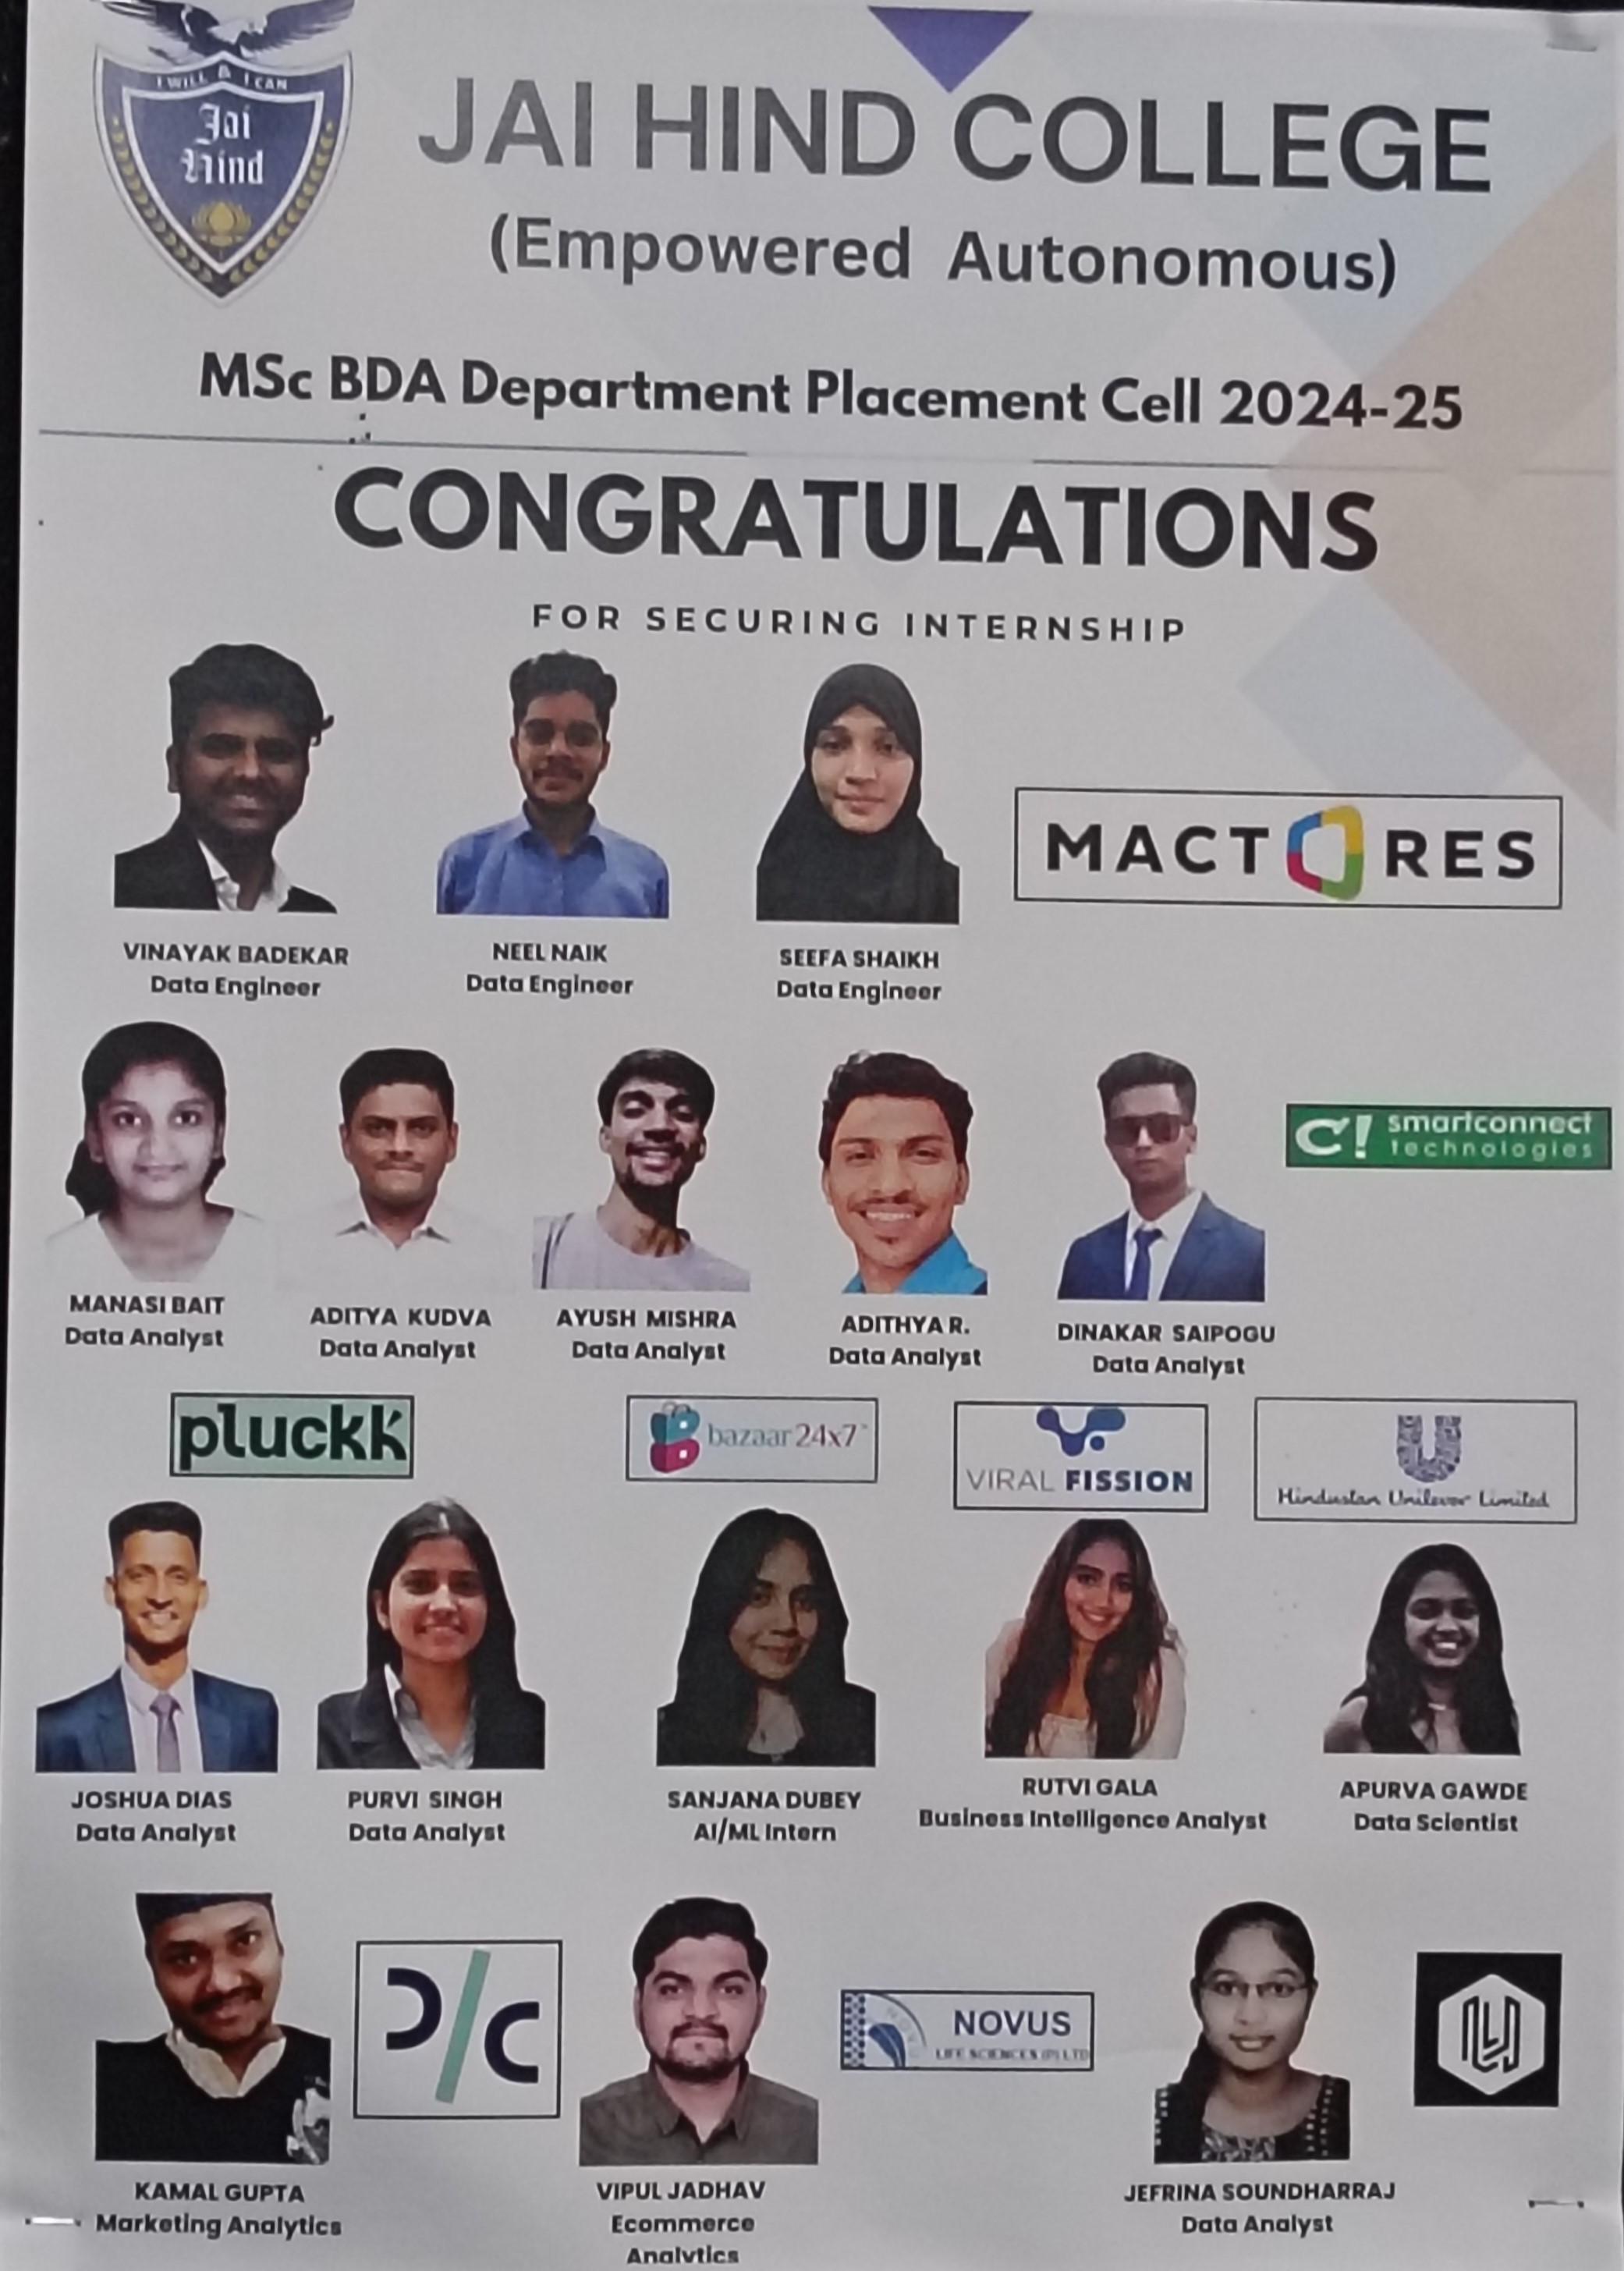 I WILL & I CAN
Jai
Hind
JAI HIND COLLEGE
(Empowered Autonomous)
MSc BDA Department Placement Cell 2024-25
CONGRATULATIONS
FOR SECURING INTERNSHIP
MACTORES
VINAYAK BADEKAR
Data Engineer
NEEL NAIK
Data Engineer
SEEFA SHAIKH
Data Engineer
C! smartconnect
technologies
MANASI BAIT
Data Analyst
ADITYA KUDVA
Data Analyst
AYUSH MISHRA
Data Analyst
ADITHYA R.
Data Analyst
DINAKAR SAIPOGU
Data Analyst
pluckk
bazaar24x7
VIRAL FISSION
Hindustan Unilever Limited
JOSHUA DIAS
Data Analyst
PURVI SINGH
Data Analyst
SANJANA DUBEY
AI/ML Intern
RUTVI GALA
Business Intelligence Analyst
APURVA GAWDE
Data Scientist
D/C
NOVUS
LIFE SCIENCES (P) LTD
KAMAL GUPTA
Marketing Analytics
VIPUL JADHAV
Ecommerce
Analytics
JEFRINA SOUNDHARRAJ
Data Analyst